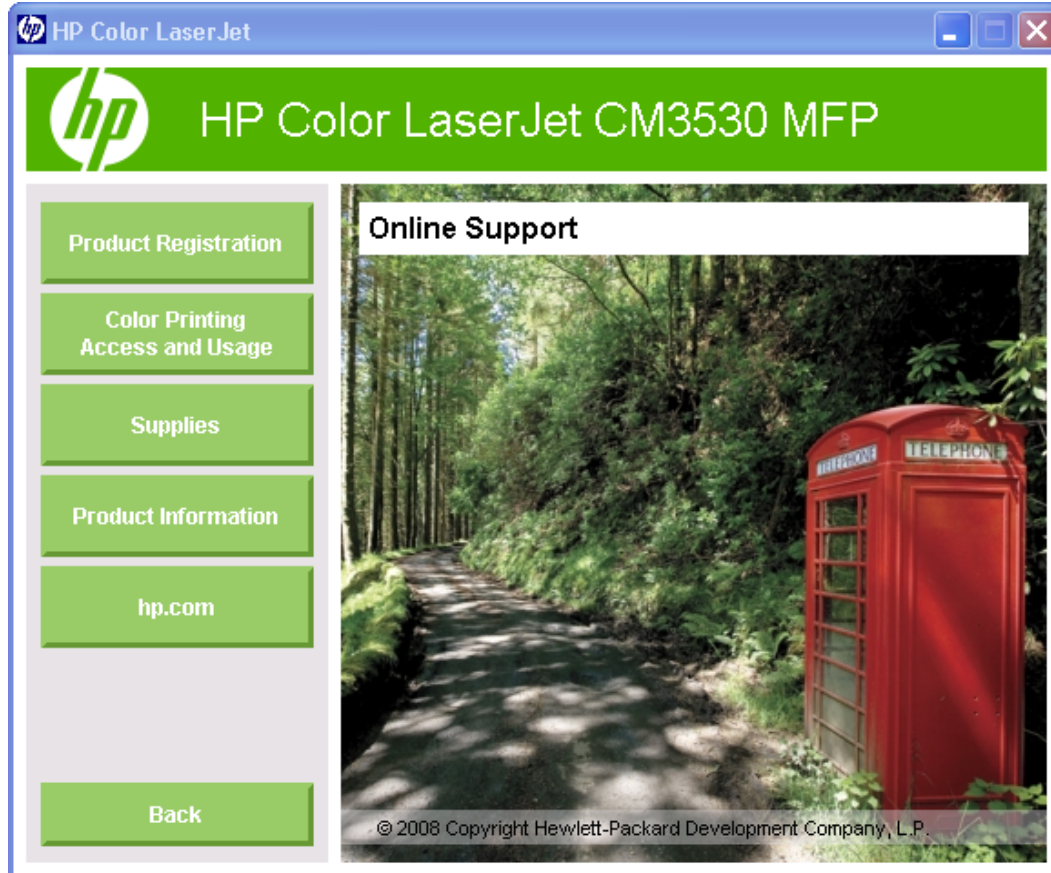 HP Color LaserJet
hp
HP Color LaserJet CM3530 MFP
Product Registration
Color Printing
Access and Usage
Supplies
Product Information
hp.com
Back
Online Support
TELEPHONE
TELEPHONE
© 2008 Copyright Hewlett-Packard Development Company, L.P.